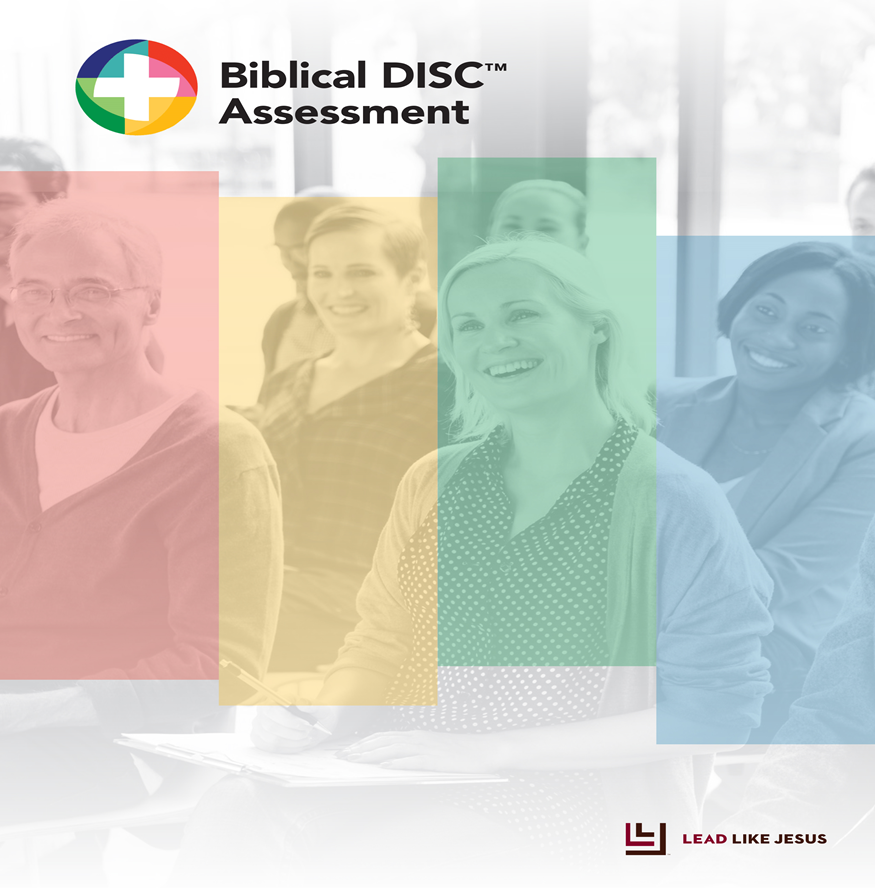 Biblical DISC™
Assessment
LEAD LIKE JESUS